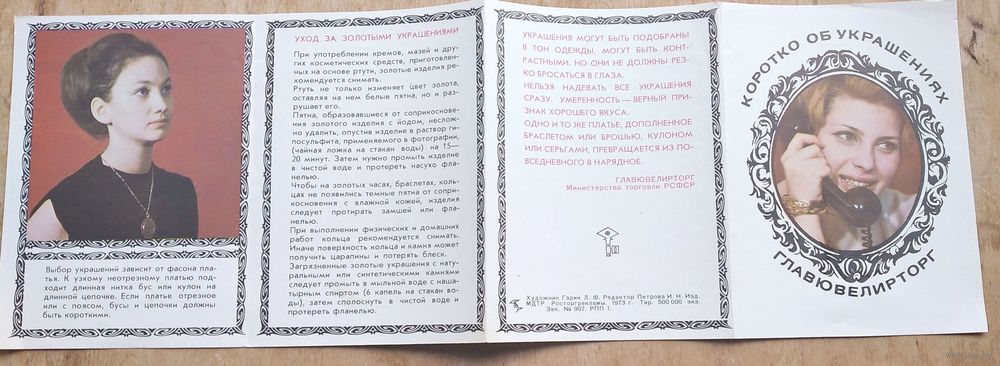 Выбор украшений зависит от фасона пла-
тья. К узкому неотрезному платью под-
ходит длинная нитка бус или кулон на
длинной цепочке. Если платье отрезное
или с поясом, бусы и цепочки должны
быть короткими.
УХОД ЗА ЗОЛОТЫМИ УКРАШЕНИЯМИ
При употреблении кремов, мазей и дру-
гих косметических средств, приготовлен-
ных на основе ртути, золотые изделия ре-
комендуется снимать.
Ртуть не только изменяет цвет золота,
оставляя на нем белые пятна, но и раз-
рушает его.
Пятна, образовавшиеся от соприкоснове-
ния золотого изделия с йодом, неслож-
но удалить, опустив изделие в раствор ги-
посульфита, применяемого в фотографии,
(чайная ложка на стакан воды) на 15—
20 минут. Затем нужно промыть изделие
в чистой воде и протереть насухо фла-
нелью.
Чтобы на золотых часах, браслетах, коль-
цах не появились темные пятна от сопри-
косновения с влажной кожей, изделия
следует протирать замшей или фла-
нелью.
При выполнении физических и домашних
работ кольца рекомендуется снимать.
Иначе поверхность кольца и камня может
получить царапины и потерять блеск.
Загрязненные золотые украшения с нату-
ральными или синтетическими камнями
следует промыть в мыльной воде с наша-
тырным спиртом (6 капель на стакан во-
ды), затем сполоснуть в чистой воде и
протереть фланелью.
УКРАШЕНИЯ МОГУТ БЫТЬ ПОДОБРАНЫ
В ТОН ОДЕЖДЫ, МОГУТ БЫТЬ КОНТ-
РАСТНЫМИ. НО ОНИ НЕ ДОЛЖНЫ РЕЗ-
КО БРОСАТЬСЯ В ГЛАЗА.
НЕЛЬЗЯ НАДЕВАТЬ ВСЕ УКРАШЕНИЯ
СРАЗУ. УМЕРЕННОСТЬ — ВЕРНЫЙ ПРИ-
ЗНАК ХОРОШЕГО ВКУСА.
ОДНО И ТО ЖЕ ПЛАТЬЕ, ДОПОЛНЕННОЕ
БРАСЛЕТОМ ИЛИ БРОШЬЮ, КУЛОНОМ
ИЛИ СЕРЬГАМИ, ПРЕВРАЩАЕТСЯ ИЗ ПО-
ВСЕДНЕВНОГО В НАРЯДНОЕ.
ГЛАВЮВЕЛИРТОРГ
Министерства торговли РСФСР
Художник Гарин Л. Ф. Редактор Петрова И. Н. Изд.
МДТР Росторгрекламы. 1973 г. Тир. 500 000 экз.
Зак. № 907. РПП 1.
КОРОТКО ОБ УКРАШЕНИЯХ
ГЛАВЮВЕЛИРТОРГ